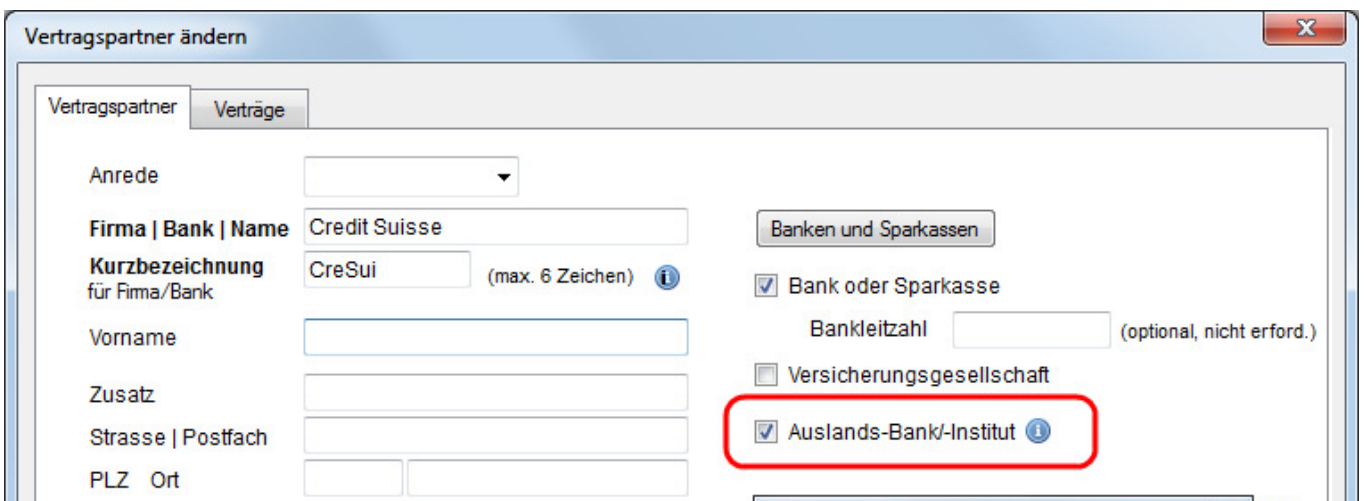 Vertragspartner ändern
X
Vertragspartner Verträge
Anrede
Firma | Bank | Name Credit Suisse Banken und Sparkassen
Kurzbezeichnung CreSui (max. 6 Zeichen) i
für Firma/Bank
Bank oder Sparkasse
Vorname
Bankleitzahl (optional, nicht erford.)
Versicherungsgesellschaft
Zusatz
Strasse | Postfach
Auslands-Bank/-Institut i
PLZ Ort